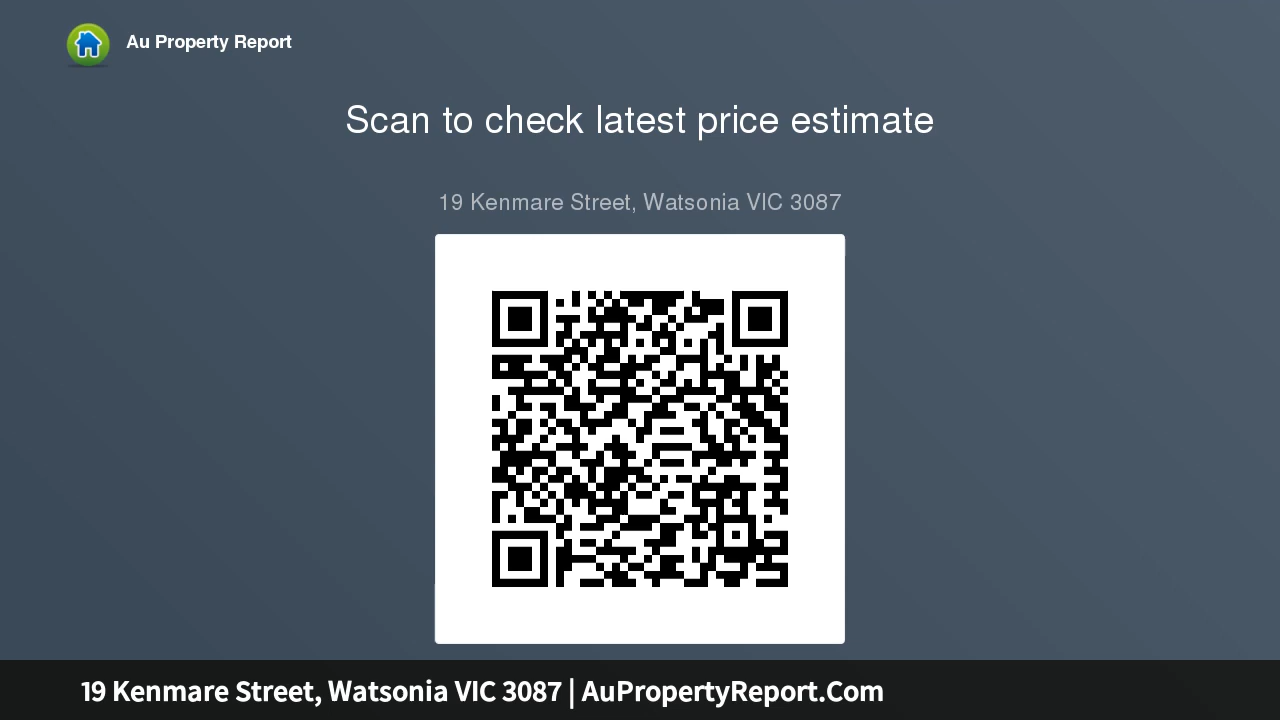 Au Property Report
Scan to check latest price estimate
19 Kenmare Street, Watsonia VIC 3087
19 Kenmare Street, Watsonia VIC 3087 | AuPropertyReport.Com